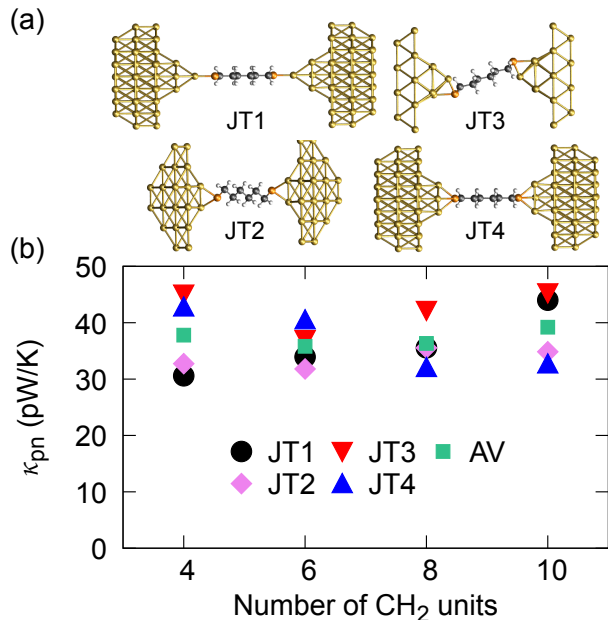 (a)
JT1
JT3
JT2
JT4
(b)
50
40
30
20
10
0
κpn (pW/K)
JT1
JT3
AV
JT2
JT4
4
6
8
10
Number of CH₂ units